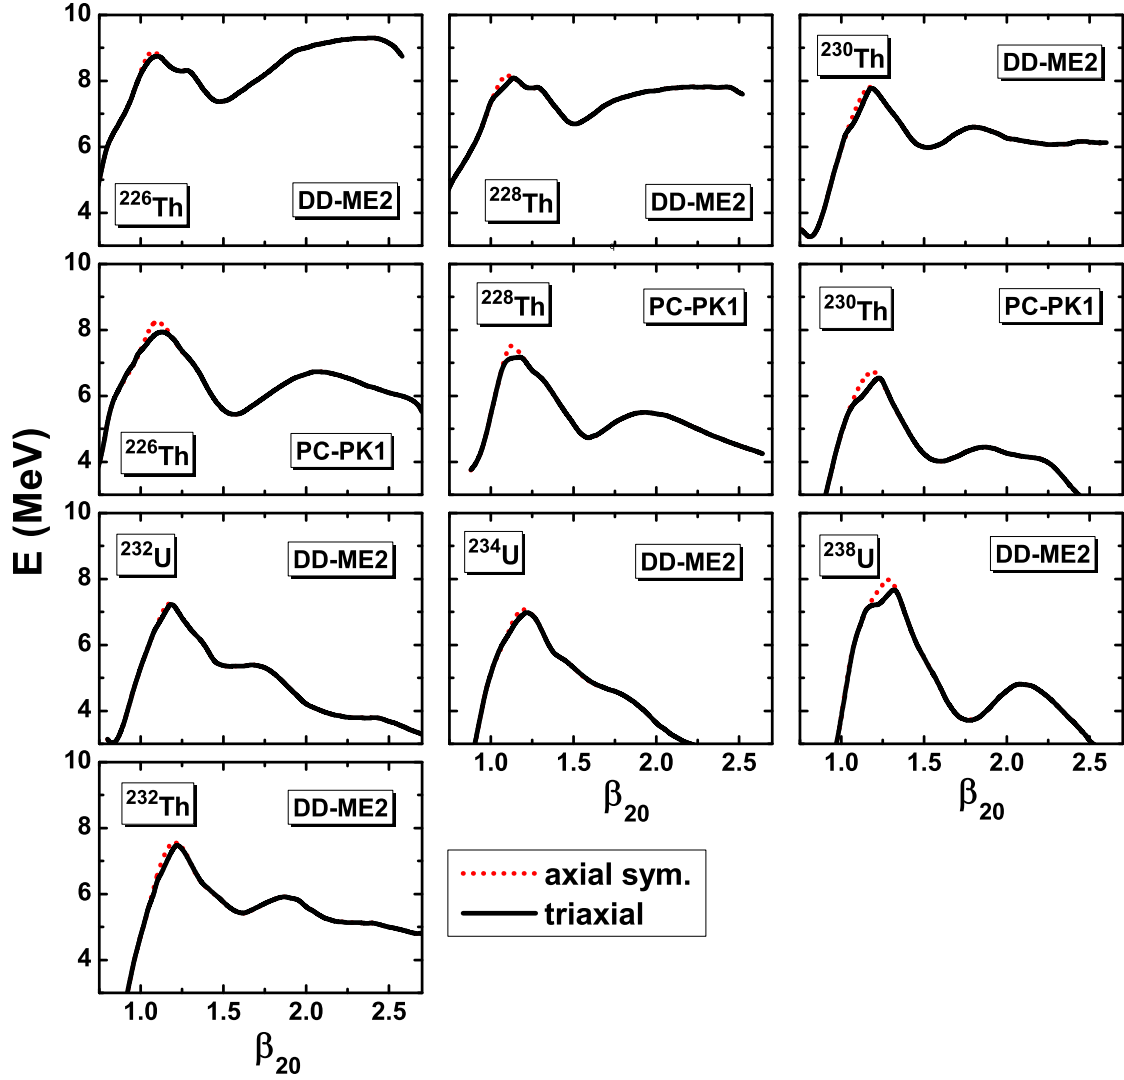 10
8
6
4
²²⁶Th DD-ME2
²²⁸Th DD-ME2
²³⁰Th DD-ME2
10
8
6
4
²²⁶Th PC-PK1
²²⁸Th PC-PK1
²³⁰Th PC-PK1
E (MeV)
10
8
6
4
²³²U DD-ME2
²³⁴U DD-ME2
²³⁸U DD-ME2
1.0 1.5 2.0 2.5
β₂₀
1.0 1.5 2.0 2.5
β₂₀
10
8
6
4
²³²Th DD-ME2
1.0 1.5 2.0 2.5
β₂₀
axial sym.
triaxial